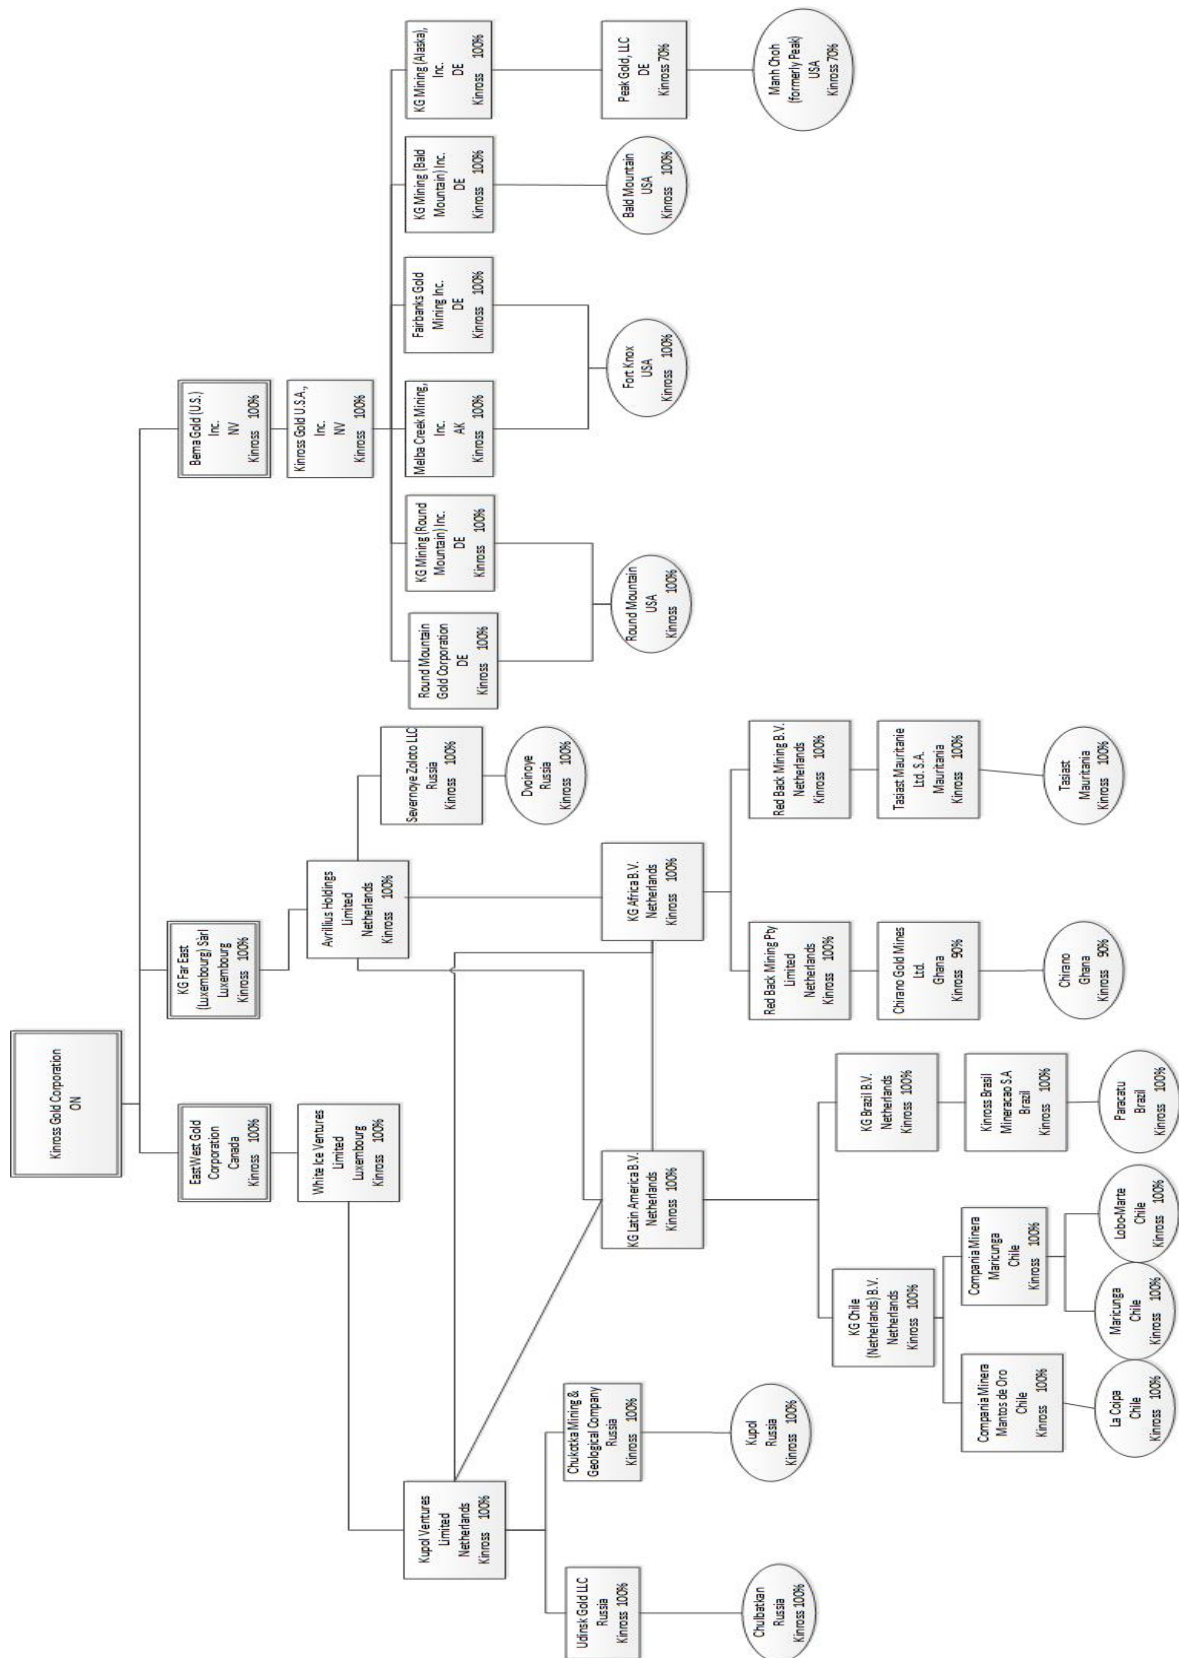 Kinross Gold Corporation
ON
EastWest Gold
Corporation
Canada
Kinross 100%
KG Far East
(Luxembourg) Sàrl
Luxembourg
Kinross 100%
Bema Gold (U.S.)
Inc.
NV
Kinross 100%
White Ice Ventures
Limited
Luxembourg
Kinross 100%
Avrillius Holdings
Limited
Netherlands
Kinross 100%
Kinross Gold U.S.A.,
Inc.
NV
Kinross 100%
Kupol Ventures
Limited
Netherlands
Kinross 100%
Severnoye Zoloto LLC
Russia
Kinross 100%
Round Mountain
Gold Corporation
DE
Kinross 100%
KG Mining (Round
Mountain) Inc.
DE
Kinross 100%
Melba Creek Mining,
Inc.
AK
Kinross 100%
Fairbanks Gold
Mining Inc.
DE
Kinross 100%
KG Mining (Bald
Mountain) Inc.
DE
Kinross 100%
KG Mining (Alaska),
Inc.
DE
Kinross 100%
Dvoinoye
Russia
Kinross 100%
Udinsk Gold LLC
Russia
Kinross 100%
Chukotka Mining &
Geological Company
Russia
Kinross 100%
KG Latin America B.V.
Netherlands
Kinross 100%
KG Africa B.V.
Netherlands
Kinross 100%
Round Mountain
USA
Kinross 100%
Fort Knox
USA
Kinross 100%
Bald Mountain
USA
Kinross 100%
Peak Gold, LLC
DE
Kinross 70%
Chulbatkan
Russia
Kinross 100%
Kupol
Russia
Kinross 100%
Red Back Mining Pty
Limited
Netherlands
Kinross 100%
Red Back Mining B.V.
Netherlands
Kinross 100%
Manh Choh
(formerly Peak)
USA
Kinross 70%
KG Chile
(Netherlands) B.V.
Netherlands
Kinross 100%
KG Brazil B.V.
Netherlands
Kinross 100%
Chirano Gold Mines
Ltd.
Ghana
Kinross 90%
Tasiast Mauritanie
Ltd. S.A.
Mauritania
Kinross 100%
Compania Minera
Mantos de Oro
Chile
Kinross 100%
Compania Minera
Maricunga
Chile
Kinross 100%
Kinross Brasil
Mineracao S.A
Brazil
Kinross 100%
Chirano
Ghana
Kinross 90%
Tasiast
Mauritania
Kinross 100%
La Coipa
Chile
Kinross 100%
Maricunga
Chile
Kinross 100%
Lobo-Marte
Chile
Kinross 100%
Paracatu
Brazil
Kinross 100%